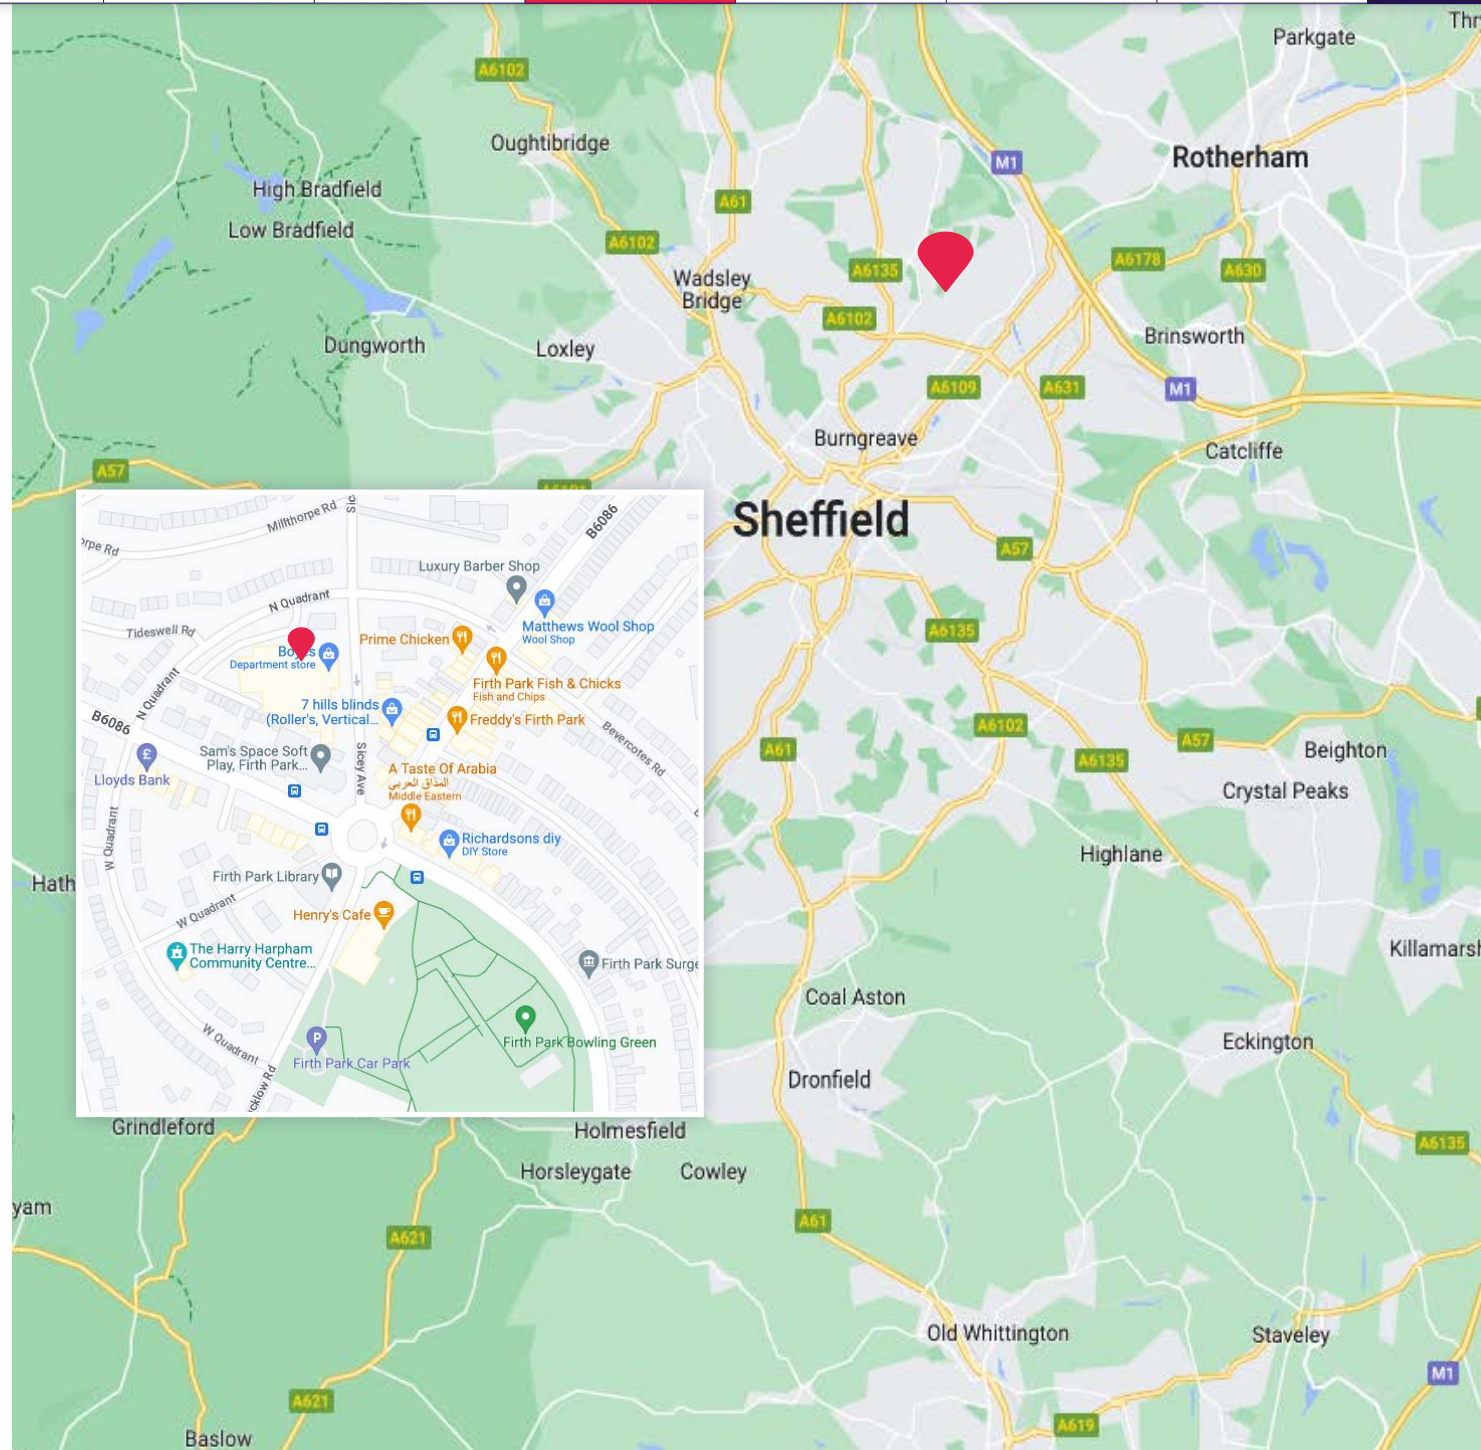 Thr
Parkgate
A6102
Oughtibridge
M1
Rotherham
High Bradfield
A61
Low Bradfield
A6102
Wadsley
Bridge
A6135
A6178
A630
A6102
Dungworth
Loxley
Brinsworth
A6109
A631
M1
Burngreave
Catcliffe
A57
Sheffield
A57
A6135
A6102
A61
A57
Beighton
A6135
Crystal Peaks
Highlane
Hath
Killamarsh
Coal Aston
Eckington
Dronfield
Grindleford
Holmesfield
A6135
Horsleygate
Cowley
yam
A61
A621
Old Whittington
Staveley
M1
A621
A619
Baslow
Millthorpe Rd
Sic
B6086
orpe Rd
Luxury Barber Shop
N Quadrant
Matthews Wool Shop
Wool Shop
Tideswell Rd
Prime Chicken
Department store
Firth Park Fish & Chicks
Fish and Chips
N Quadrant
7 hills blinds
(Roller's, Vertical...
Freddy's Firth Park
B6086
Bevercotes Rd
Sam's Space Soft
Play, Firth Park...
Sicey Ave
Lloyds Bank
£
A Taste Of Arabia
المذاق العربي
Middle Eastern
W Quadrant
Richardsons diy
DIY Store
Firth Park Library
W Quadrant
Henry's Cafe
The Harry Harpham
Community Centre...
Firth Park Surge
W Quadrant
P
Firth Park Car Park
Firth Park Bowling Green
cklow Rd